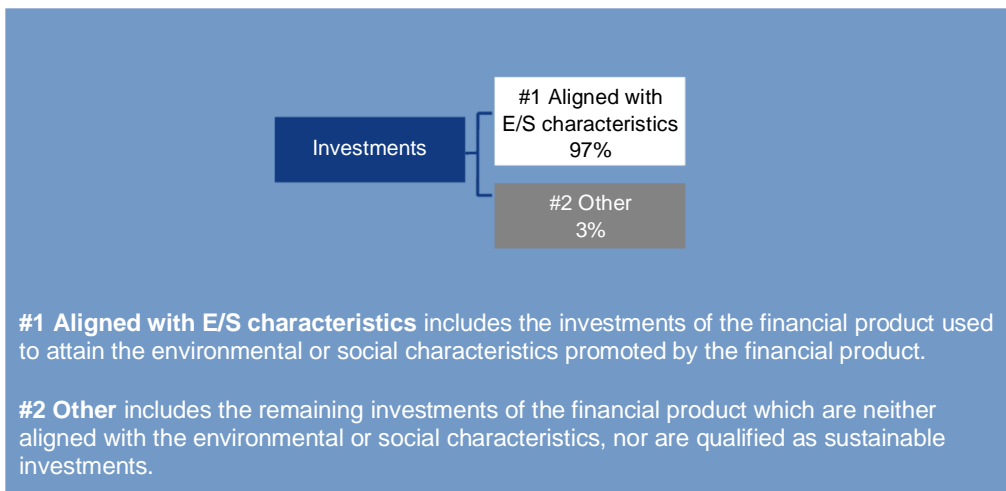 #1 Aligned with
E/S characteristics
97%
Investments
#2 Other
3%
#1 Aligned with E/S characteristics includes the investments of the financial product used
to attain the environmental or social characteristics promoted by the financial product.
#2 Other includes the remaining investments of the financial product which are neither
aligned with the environmental or social characteristics, nor are qualified as sustainable
investments.